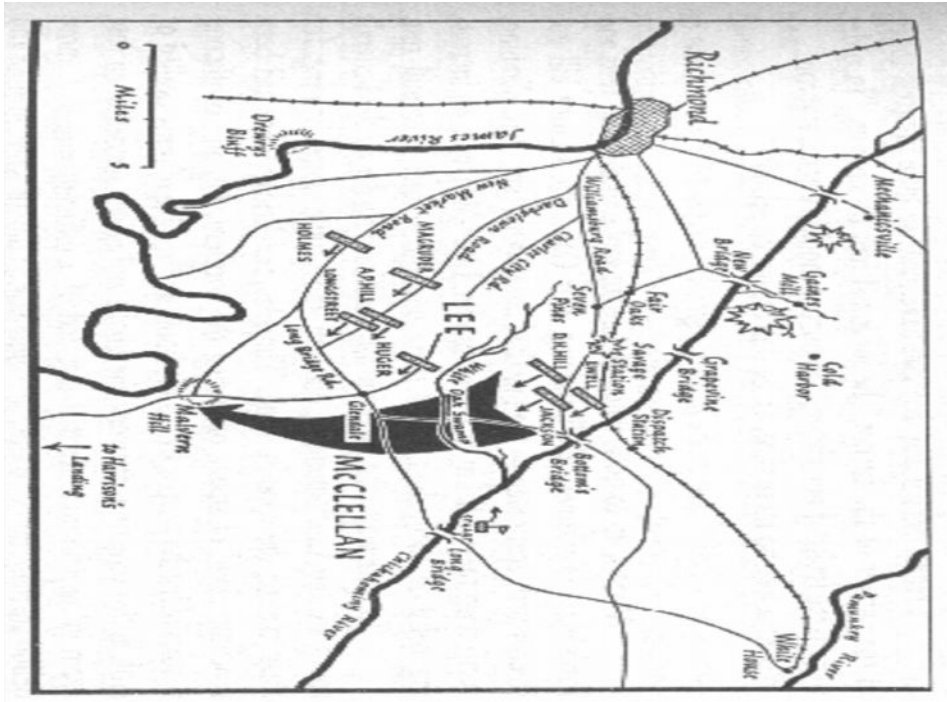 Mechanicsville
Pamunkey River
White
House
Gaines
Mill
Cold
Harbor
New
Bridge
Grapevine
Bridge
Dispatch
Station
Richmond
Fair
Oaks
Savage
Station
EWELL
Williamsburg Road
Seven
Pines
D.H.HILL
JACKSON
Bottom's
Bridge
Charles City Rd.
Darbytown Road
New Market Road
LEE
White Oak Swamp
Long
Bridge
Chickahominy River
MAGRUDER
HUGER
A.P.HILL
LONGSTREET
HOLMES
Long Bridge Rd.
Glendale
McCLELLAN
James River
Drewrys
Bluff
Malvern
Hill
to Harrison's
Landing
0 Miles 5